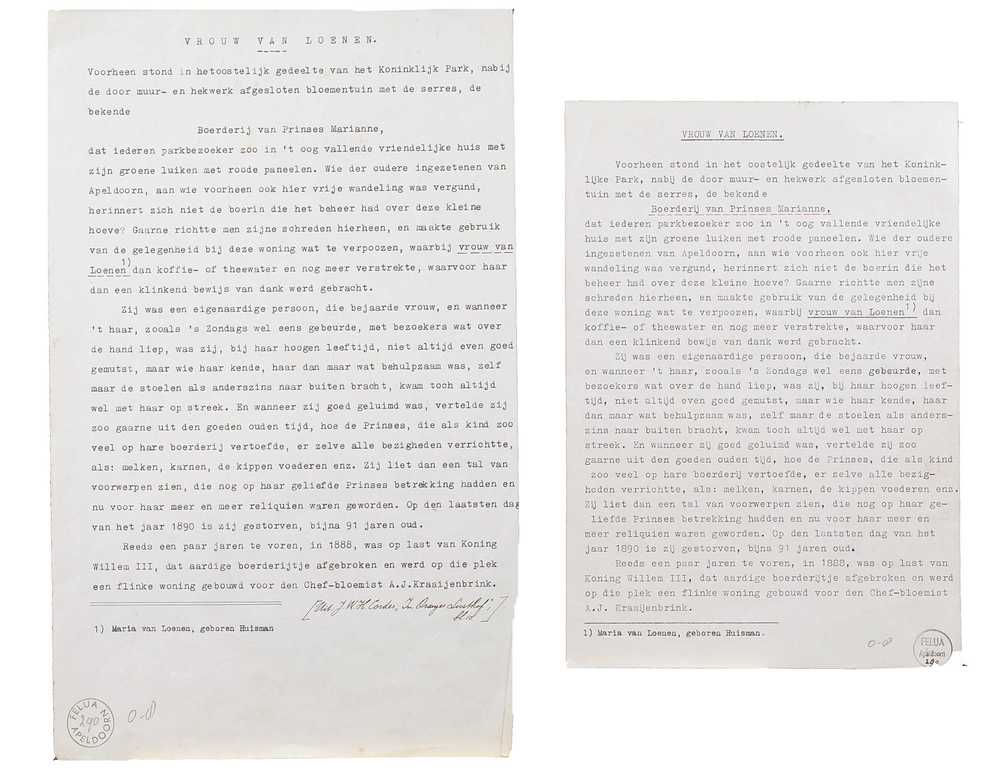 VROUW VAN LOENEN.
Voorheen stond in hetoostelijk gedeelte van het Koninklijk Park, nabij
de door muur- en hekwerk afgesloten bloementuin met de serres, de
bekende
Boerderij van Prinses Marianne,
dat iederen parkbezoeker zoo in 't oog vallende vriendelijke huis met
zijn groene luiken met roode paneelen. Wie der oudere ingezetenen van
Apeldoorn, aan wie voorheen ook hier vrije wandeling was vergund,
herinnert zich niet de boerin die het beheer had over deze kleine
hoeve? Gaarne richtte men zijne schreden hierheen, en maakte gebruik
van de gelegenheid bij deze woning wat te verpoozen, waarbij vrouw van
Loenen1) dan koffie- of theewater en nog meer verstrekte, waarvoor haar
dan een klinkend bewijs van dank werd gebracht.
Zij was een eigenaardige persoon, die bejaarde vrouw, en wanneer
't haar, zooals 's Zondags wel eens gebeurde, met bezoekers wat over
de hand liep, was zij, bij haar hoogen leeftijd, niet altijd even goed
gemutst, maar wie haar kende, haar dan maar wat behulpzaam was, zelf
maar de stoelen als anderszins naar buiten bracht, kwam toch altijd
wel met haar op streek. En wanneer zij goed geluimd was, vertelde zij
zoo gaarne uit den goeden ouden tijd, hoe de Prinses, die als kind zoo
veel op hare boerderij vertoefde, er zelve alle bezigheden verrichtte,
als: melken, karnen, de kippen voederen enz. Zij liet dan een tal van
voorwerpen zien, die nog op haar geliefde Prinses betrekking hadden en
nu voor haar meer en meer reliquien waren geworden. Op den laatsten dag
van het jaar 1890 is zij gestorven, bijna 91 jaren oud.
Reeds een paar jaren te voren, in 1888, was op last van Koning
Willem III, dat aardige boerderijtje afgebroken en werd op die plek
een flinke woning gebouwd voor den Chef-bloemist A.J.Kraaijenbrink.
J.W.H. Cordes, In Oranjes Lusthof,
1) Maria van Loenen, geboren Huisman
FELUA
290
APELDOORN
0-8
VROUW VAN LOENEN.
Voorheen stond in het oostelijk gedeelte van het Konink-
lijke Park, nabij de door muur- en hekwerk afgesloten bloemen-
tuin met de serres, de bekende
Boerderij van Prinses Marianne,
dat iederen parkbezoeker zoo in 't oog vallende vriendelijke
huis met zijn groene luiken met roode paneelen. Wie der oudere
ingezetenen van Apeldoorn, aan wie voorheen ook hier vrije
wandeling was vergund, herinnert zich niet de boerin die het
beheer had over deze kleine hoeve? Gaarne richtte men zijne
schreden hierheen, en maakte gebruik van de gelegenheid bij
deze woning wat te verpoozen, waarbij vrouw van Loenen1) dan
koffie- of theewater en nog meer verstrekte, waarvoor haar
dan een klinkend bewijs van dank werd gebracht.
Zij was een eigenaardige persoon, die bejaarde vrouw,
en wanneer 't haar, zooals 's Zondags wel eens gebeurde, met
bezoekers wat over de hand liep, was zij, bij haar hoogen leef-
tijd, niet altijd even goed gemutst, maar wie haar kende, haar
dan maar wat behulpzaam was, zelf maar de stoelen als anders-
zins naar buiten bracht, kwam toch altijd wel met haar op
streek. En wanneer zij goed geluimd was, vertelde zij zoo
gaarne uit den goeden ouden tijd, hoe de Prinses, die als kind
zoo veel op hare boerderij vertoefde, er zelve alle bezig-
heden verrichtte, als: melken, karnen, de kippen voederen enz.
Zij liet dan een tal van voorwerpen zien, die nog op haar ge-
liefde Prinses betrekking hadden en nu voor haar meer en
meer reliquien waren geworden. Op den laatsten dag van het
jaar 1890 is zij gestorven, bijna 91 jaren oud.
Reeds een paar jaren te voren, in 1888, was op last van
Koning Willem III, dat aardige boerderijtje afgebroken en werd
op die plek een flinke woning gebouwd voor den Chef-bloemist
A.J. Kraaijenbrink.
1) Maria van Loenen, geboren Huisman.
0-8
FELUA
Apeldoorn
290